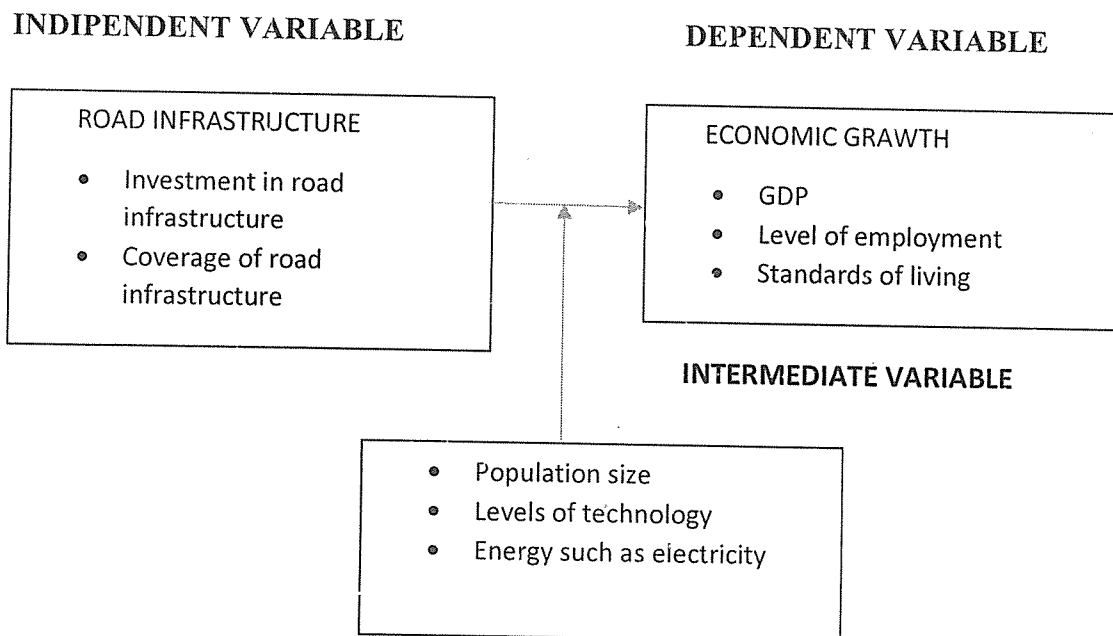 INDIPENDENT VARIABLE
DEPENDENT VARIABLE
ROAD INFRASTRUCTURE
• Investment in road
infrastructure
• Coverage of road
infrastructure
ECONOMIC GRAWTH
• GDP
• Level of employment
• Standards of living
INTERMEDIATE VARIABLE
• Population size
• Levels of technology
• Energy such as electricity